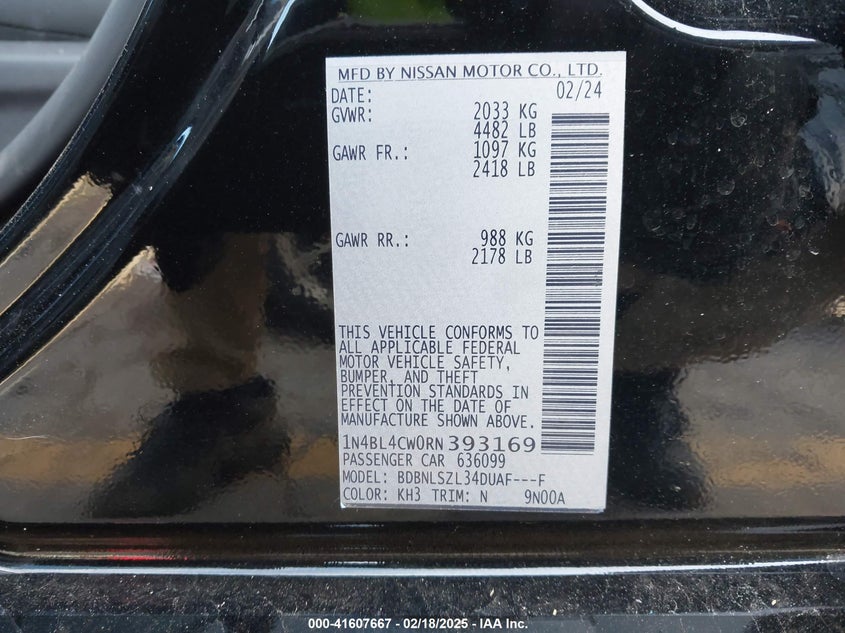 MFD BY NISSAN MOTOR CO., LTD.
DATE: 02/24
GVWR: 2033 KG
4482 LB
GAWR FR.: 1097 KG
2418 LB
GAWR RR.: 988 KG
2178 LB
THIS VEHICLE CONFORMS TO
ALL APPLICABLE FEDERAL
MOTOR VEHICLE SAFETY,
BUMPER, AND THEFT
PREVENTION STANDARDS IN
EFFECT ON THE DATE OF
MANUFACTURE SHOWN ABOVE.
1N4BL4CW0RN393169
PASSENGER CAR 636099
MODEL: BDBNLSZL34DUAF---F
COLOR: KH3 TRIM: N 9N00A
000-41607667 - 02/18/2025 - IAA Inc.